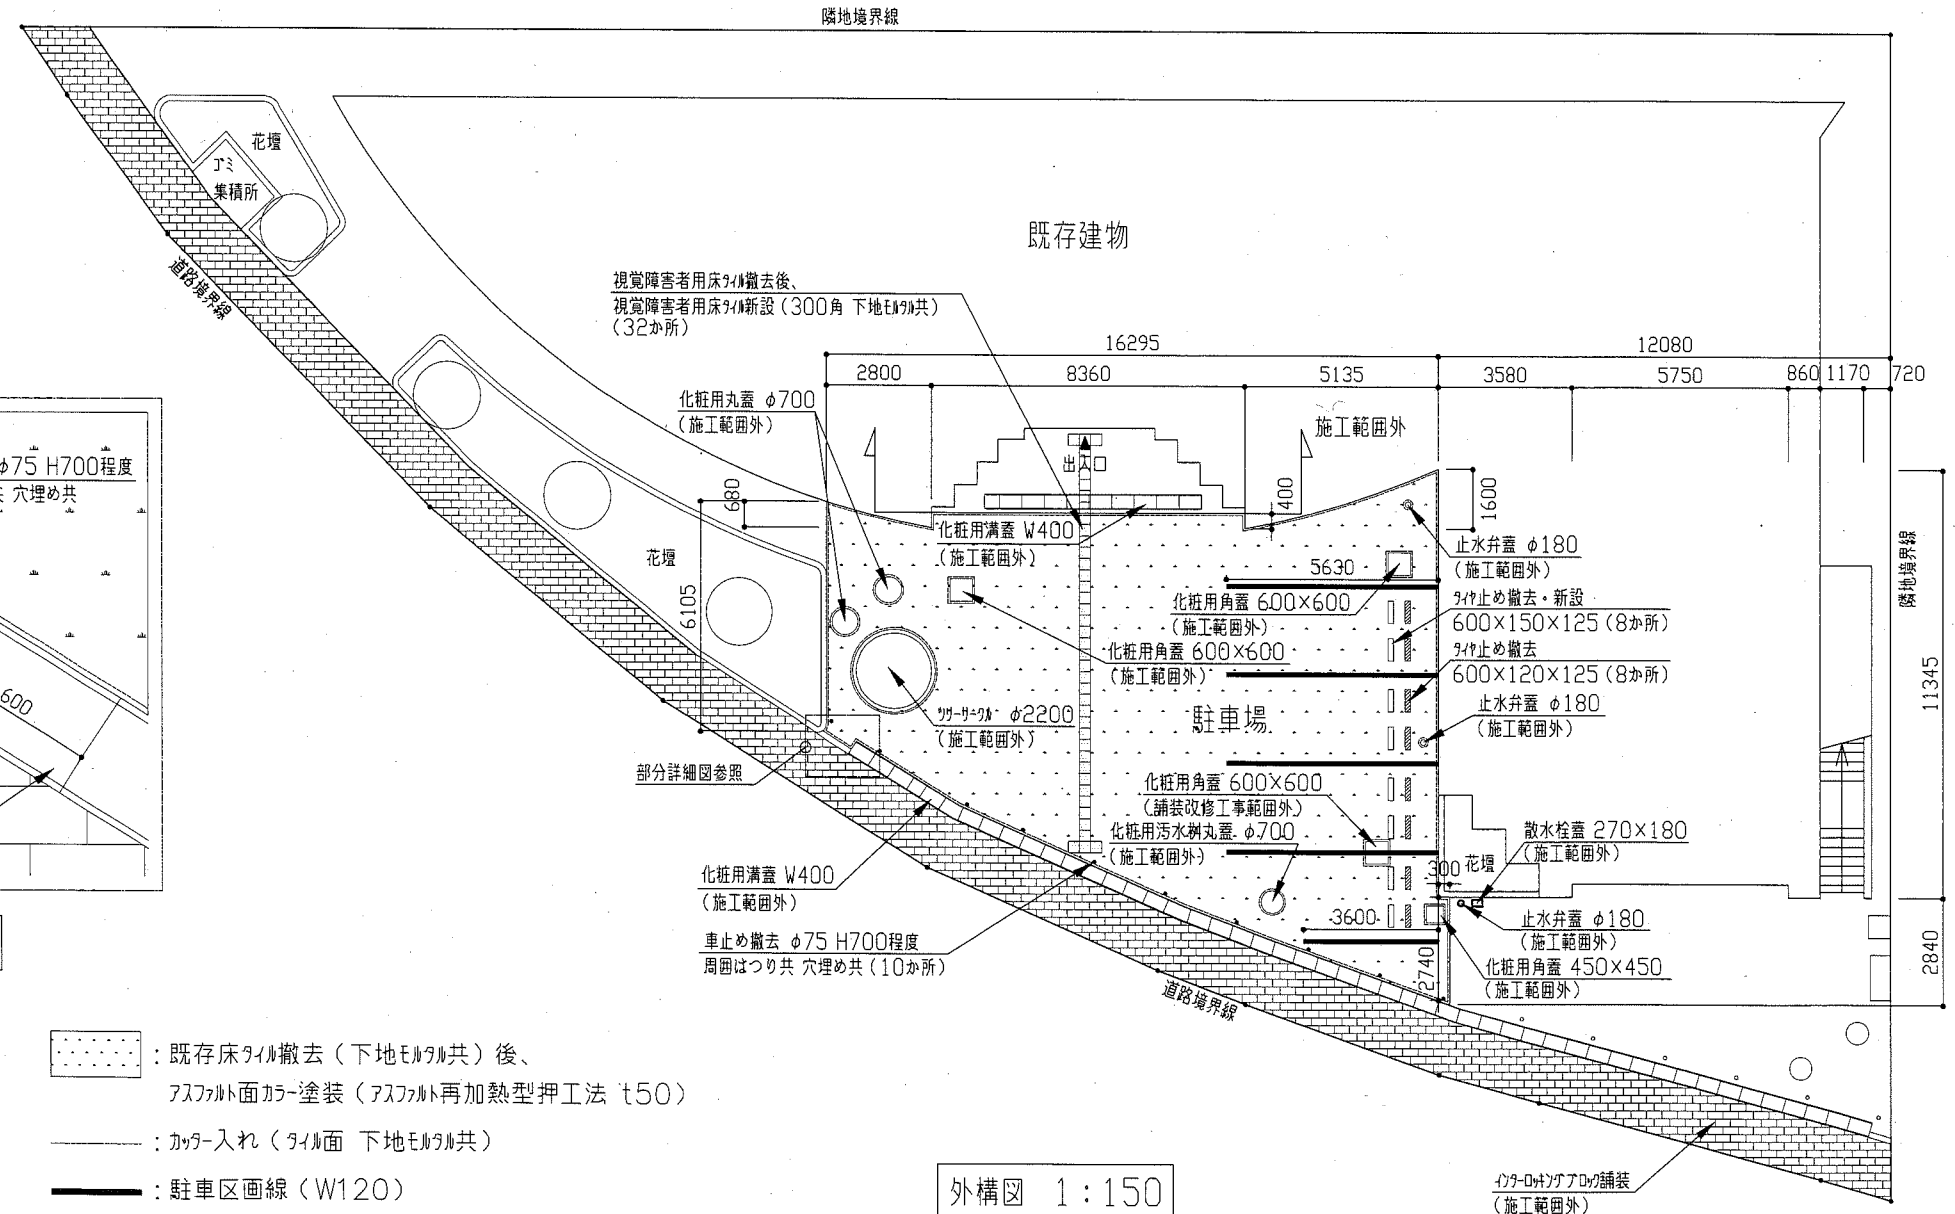 隣地境界線
花壇
ゴミ
集積所
道路境界線
既存建物
視覚障害者用床ﾀｲﾙ撤去後、
視覚障害者用床ﾀｲﾙ新設（300角 下地ﾓﾙﾀﾙ共）
（32か所）
16295
12080
2800
8360
5135
3580
5750
860
1170
720
化粧用丸蓋 φ700
（施工範囲外）
施工範囲外
出入口
φ75 H700程度
穴埋め共
680
400
1600
化粧用溝蓋 W400
（施工範囲外）
止水弁蓋 φ180
（施工範囲外）
隣地境界線
花壇
6105
5630
化粧用角蓋 600×600
（施工範囲外）
ﾀｲﾔ止め撤去・新設
600×150×125（8か所）
化粧用角蓋 600×600
（施工範囲外）
ﾀｲﾔ止め撤去
600×120×125（8か所）
11345
600
ﾂﾘｰｻｰｸﾙ φ2200
（施工範囲外）
駐車場
止水弁蓋 φ180
（施工範囲外）
部分詳細図参照
化粧用角蓋 600×600
（舗装改修工事範囲外）
化粧用汚水桝丸蓋 φ700
（施工範囲外）
散水栓蓋 270×180
（施工範囲外）
300
花壇
化粧用溝蓋 W400
（施工範囲外）
3600
止水弁蓋 φ180
（施工範囲外）
車止め撤去 φ75 H700程度
周囲はつり共 穴埋め共（10か所）
2740
化粧用角蓋 450×450
（施工範囲外）
2840
道路境界線
：既存床ﾀｲﾙ撤去（下地ﾓﾙﾀﾙ共）後、
ｱｽﾌｧﾙﾄ面ｶﾗｰ塗装（ｱｽﾌｧﾙﾄ再加熱型押工法 t50）
：ｶｯﾀｰ入れ（ﾀｲﾙ面 下地ﾓﾙﾀﾙ共）
：駐車区画線（W120）
外構図 1：150
ｲﾝﾀｰﾛｯｷﾝｸﾞﾌﾞﾛｯｸ舗装
（施工範囲外）